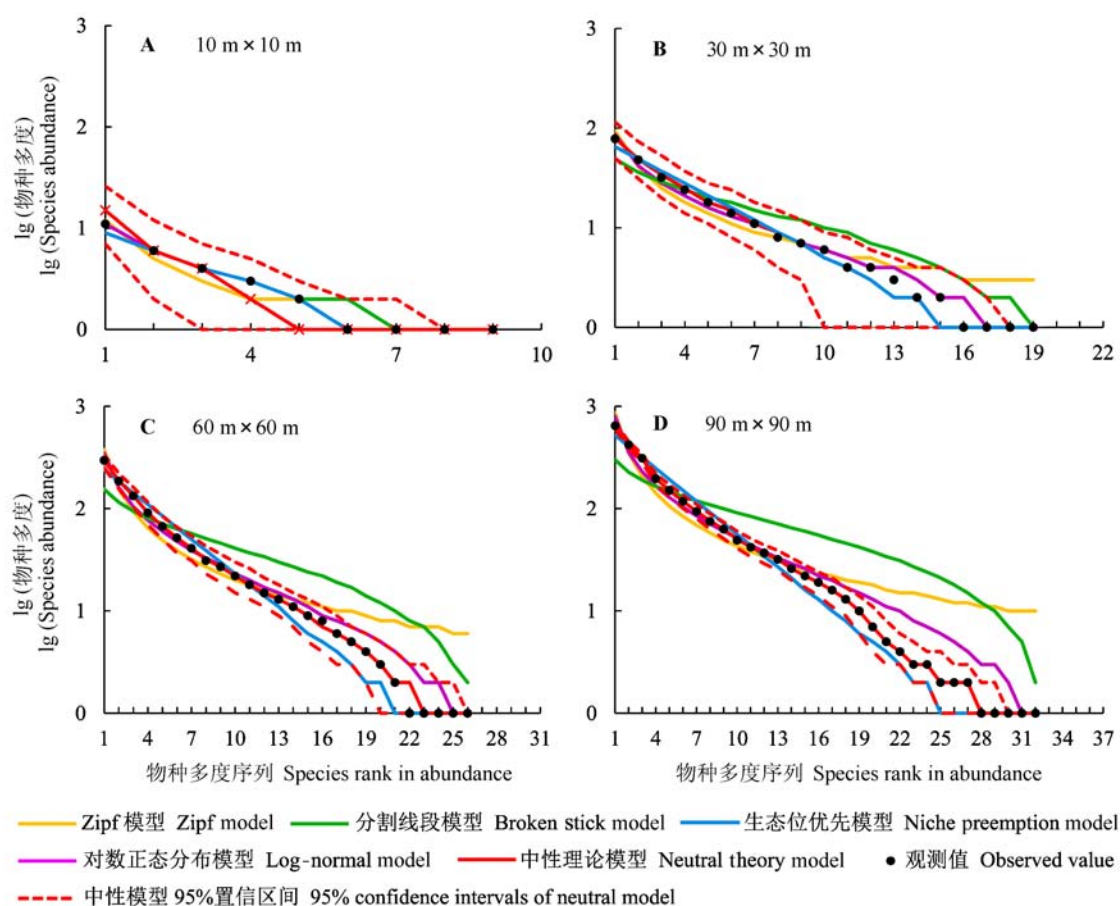 A 10 m × 10 m
B 30 m × 30 m
lg (物种多度)
lg (Species abundance)
3
2
1
0
1 4 7 10
3
2
1
0
1 4 7 10 13 16 19 22
C 60 m × 60 m
D 90 m × 90 m
lg (物种多度)
lg (Species abundance)
3
2
1
0
1 4 7 10 13 16 19 22 25 28 31
3
2
1
0
1 4 7 10 13 16 19 22 25 28 31 34 37
物种多度序列 Species rank in abundance
物种多度序列 Species rank in abundance
Zipf 模型 Zipf model
分割线段模型 Broken stick model
生态位优先模型 Niche preemption model
对数正态分布模型 Log-normal model
中性理论模型 Neutral theory model
观测值 Observed value
中性模型 95%置信区间 95% confidence intervals of neutral model